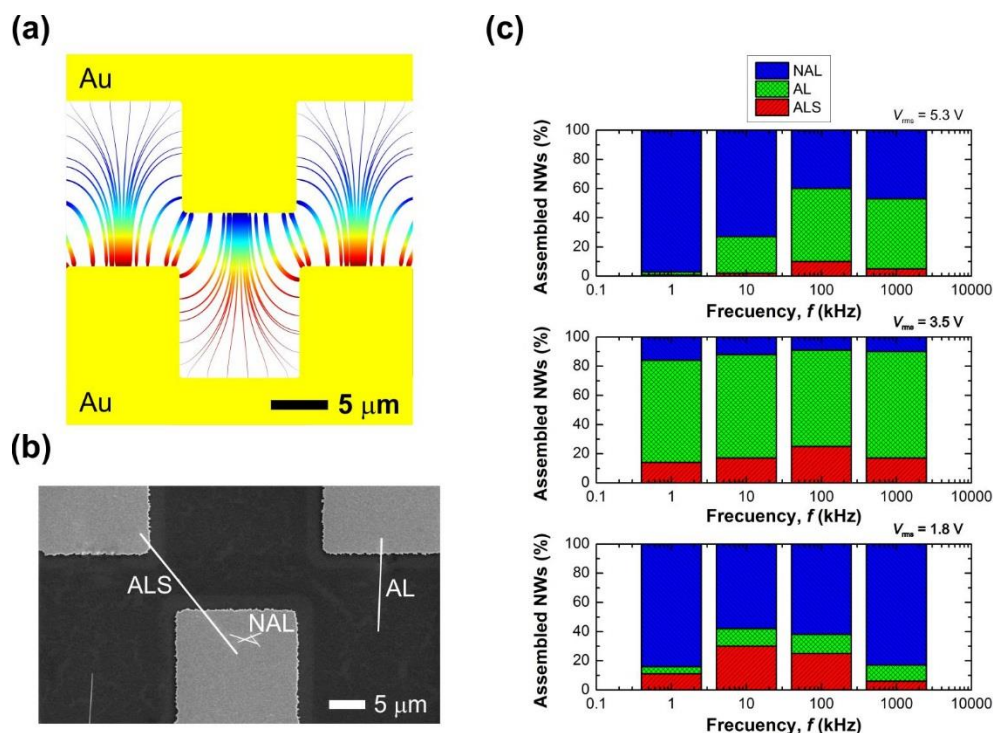 (a)
Au
Au
5 μm
(b)
ALS
NAL
AL
5 μm
(c)
NAL
AL
ALS
Vrms = 5.3 V
Assembled NWs (%)
100
80
60
40
20
0
0.1 1 10 100 1000 10000
Frecuency, f (kHz)
Vrms = 3.5 V
Assembled NWs (%)
100
80
60
40
20
0
0.1 1 10 100 1000 10000
Frecuency, f (kHz)
Vrms = 1.8 V
Assembled NWs (%)
100
80
60
40
20
0
0.1 1 10 100 1000 10000
Frecuency, f (kHz)